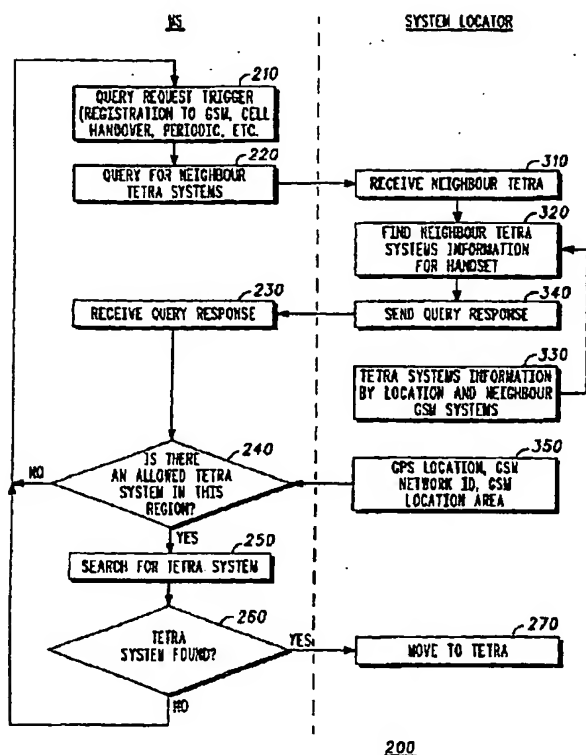 MS
SYSTEM LOCATOR
210
QUERY REQUEST TRIGGER
(REGISTRATION TO GSM, CELL
HANDOVER, PERIODIC, ETC.
220
QUERY FOR NEIGHBOUR
TETRA SYSTEMS
310
RECEIVE NEIGHBOUR TETRA
320
FIND NEIGHBOUR TETRA
SYSTEMS INFORMATION
FOR HANDSET
230
RECEIVE QUERY RESPONSE
340
SEND QUERY RESPONSE
330
TETRA SYSTEMS INFORMATION
BY LOCATION AND NEIGHBOUR
GSM SYSTEMS
240
IS THERE
AN ALLOWED TETRA
SYSTEM IN THIS
REGION?
NO
YES
350
GPS LOCATION, GSM
NETWORK ID, GSM
LOCATION AREA
250
SEARCH FOR TETRA SYSTEM
260
TETRA
SYSTEM FOUND?
YES
NO
270
MOVE TO TETRA
200